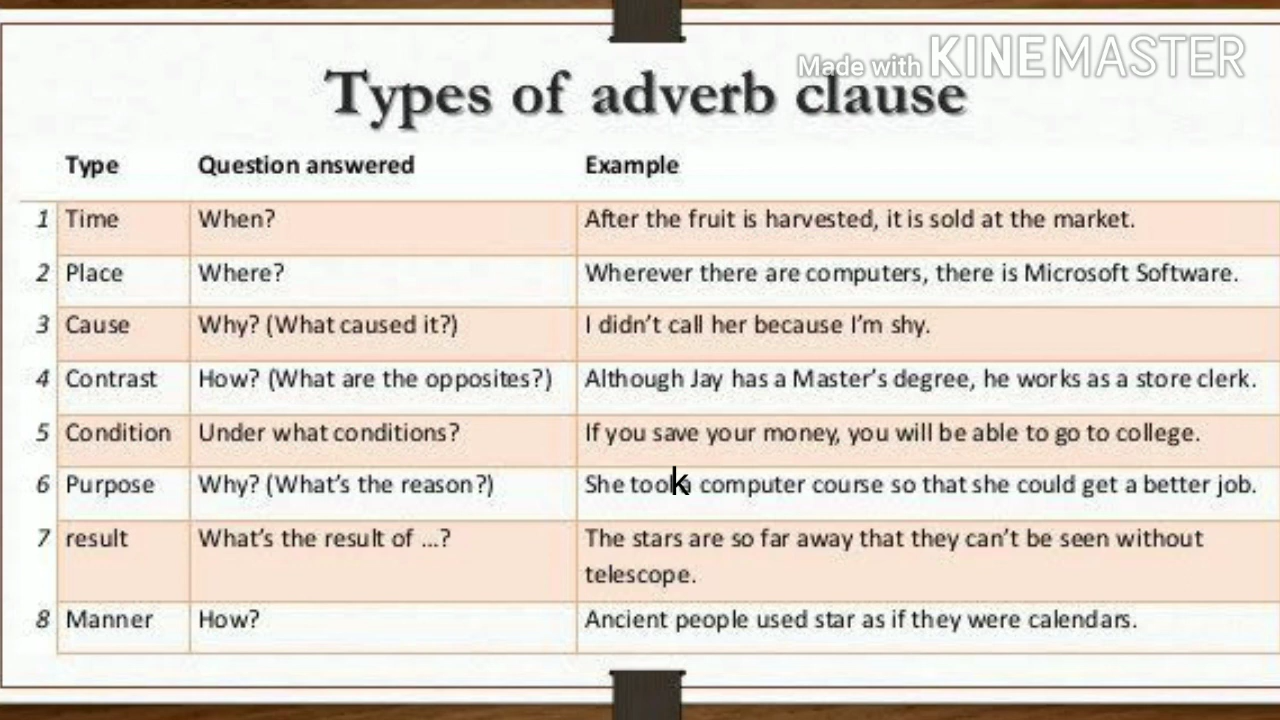 Made with KINEMASTER
Types of adverb clause
Type Question answered Example
1 Time When? After the fruit is harvested, it is sold at the market.
2 Place Where? Wherever there are computers, there is Microsoft Software.
3 Cause Why? (What caused it?) I didn’t call her because I’m shy.
4 Contrast How? (What are the opposites?) Although Jay has a Master’s degree, he works as a store clerk.
5 Condition Under what conditions? If you save your money, you will be able to go to college.
6 Purpose Why? (What’s the reason?) She took a computer course so that she could get a better job.
7 result What’s the result of ...? The stars are so far away that they can’t be seen without
telescope.
8 Manner How? Ancient people used star as if they were calendars.